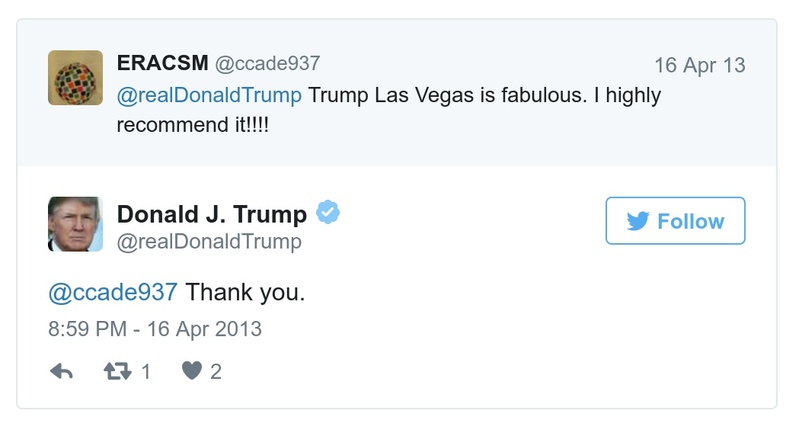 ERACSM @ccade937 16 Apr 13
@realDonaldTrump Trump Las Vegas is fabulous. I highly
recommend it!!!!
Donald J. Trump
Follow
@realDonaldTrump
@ccade937 Thank you.
8:59 PM - 16 Apr 2013
1 2